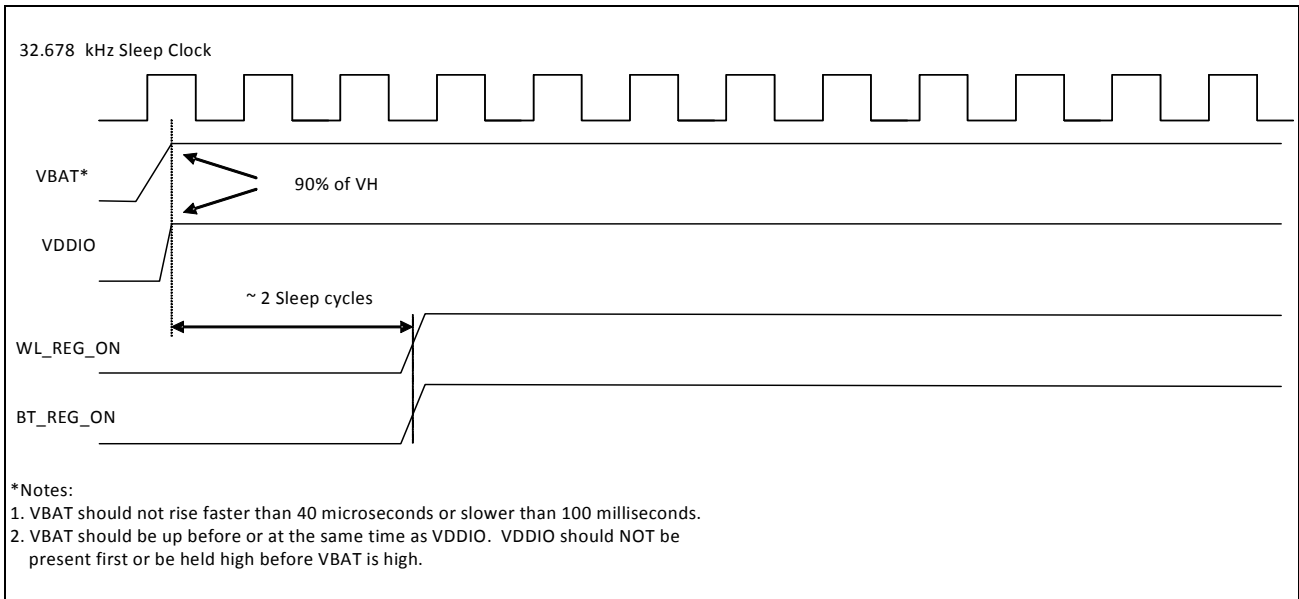 32.678 kHz Sleep Clock
VBAT*
90% of VH
VDDIO
~ 2 Sleep cycles
WL_REG_ON
BT_REG_ON
*Notes:
1. VBAT should not rise faster than 40 microseconds or slower than 100 milliseconds.
2. VBAT should be up before or at the same time as VDDIO. VDDIO should NOT be
present first or be held high before VBAT is high.